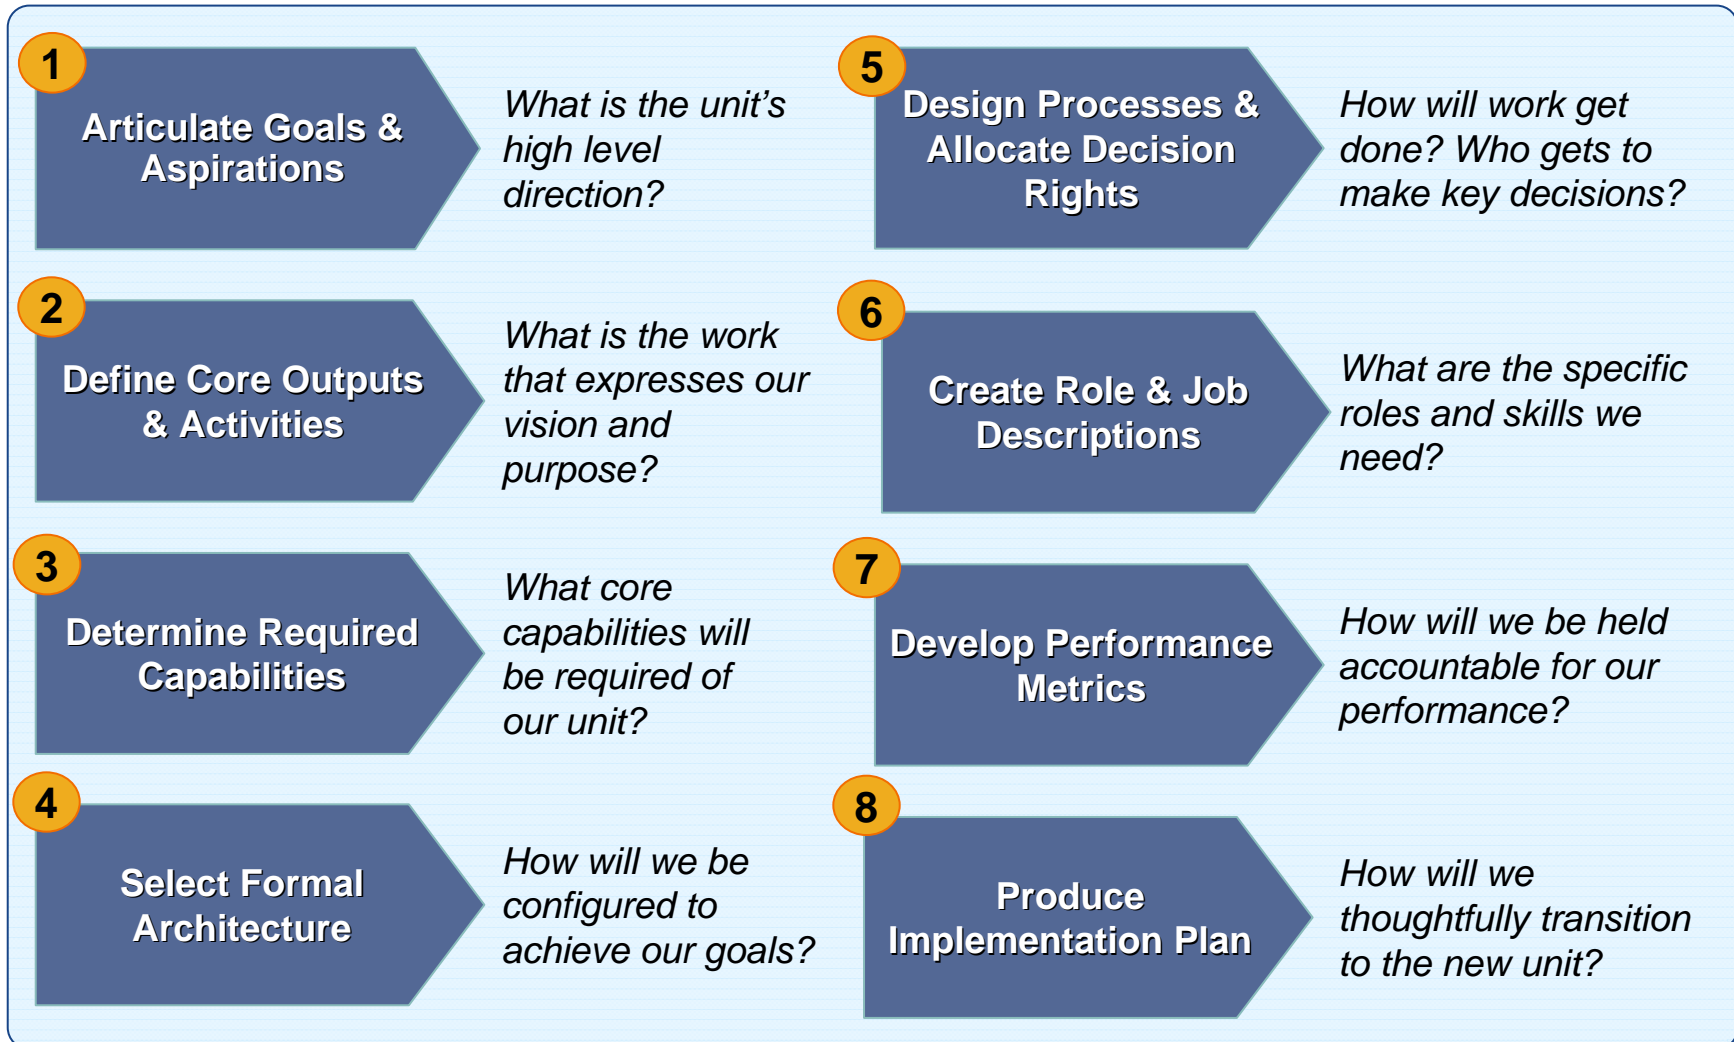 1
Articulate Goals &
Aspirations
What is the unit’s
high level
direction?
2
Define Core Outputs
& Activities
What is the work
that expresses our
vision and
purpose?
3
Determine Required
Capabilities
What core
capabilities will
be required of
our unit?
4
Select Formal
Architecture
How will we be
configured to
achieve our goals?
5
Design Processes &
Allocate Decision
Rights
How will work get
done? Who gets to
make key decisions?
6
Create Role & Job
Descriptions
What are the specific
roles and skills we
need?
7
Develop Performance
Metrics
How will we be held
accountable for our
performance?
8
Produce
Implementation Plan
How will we
thoughtfully transition
to the new unit?